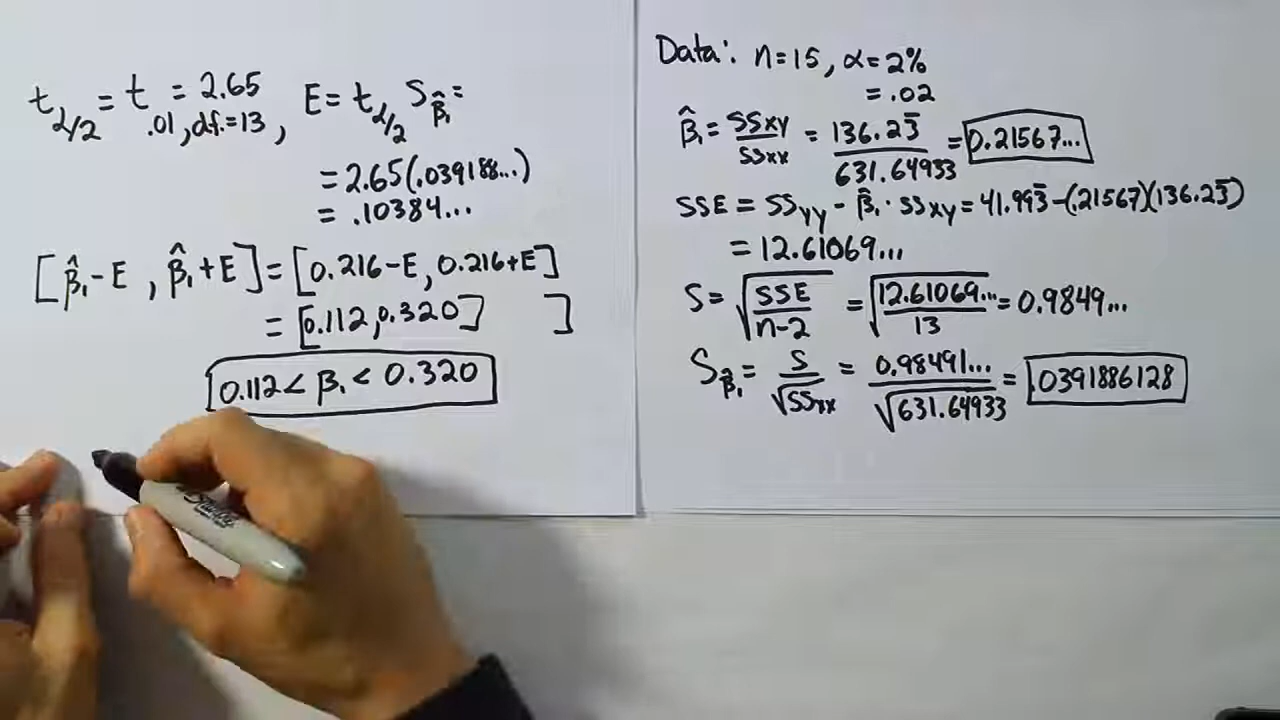 t_{α/2} = t_{.01, d.f.=13} = 2.65, E = t_{α/2} S_{β̂₁} =
= 2.65(.039188...)
= .10384...
[β̂₁-E, β̂₁+E] = [0.216-E, 0.216+E]
= [0.112, 0.320] ]
0.112 < β₁ < 0.320
Data: n=15, α=2%
= .02
β̂₁ = SSxy/SSxx = 136.23̅/631.64933 = 0.21567...
SSE = SSyy - β̂₁·SSxy = 41.993̅-(.21567)(136.23̅)
= 12.61069...
S = √(SSE/n-2) = √(12.61069.../13) = 0.9849...
S_{β̂₁} = S/√SSxx = 0.98491.../√631.64933 = .0391886128
Sharpie